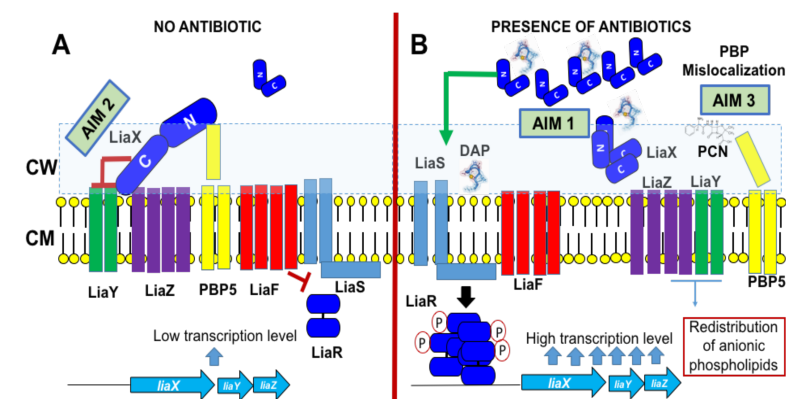 NO ANTIBIOTIC
PRESENCE OF ANTIBIOTICS
A
AIM 2
LiaX
N
C
N
C
CW
CM
LiaY
LiaZ
PBP5
LiaF
LiaS
LiaR
Low transcription level
liaX
liaY
liaZ
B
N
C
C
C
N
C
N
C
PBP
Mislocalization
AIM 3
AIM 1
LiaS
DAP
N
C
C
LiaX
PCN
LiaZ
LiaY
LiaF
PBP5
LiaR
P
P
P
P
High transcription level
liaX
liaY
liaZ
Redistribution
of anionic
phospholipids